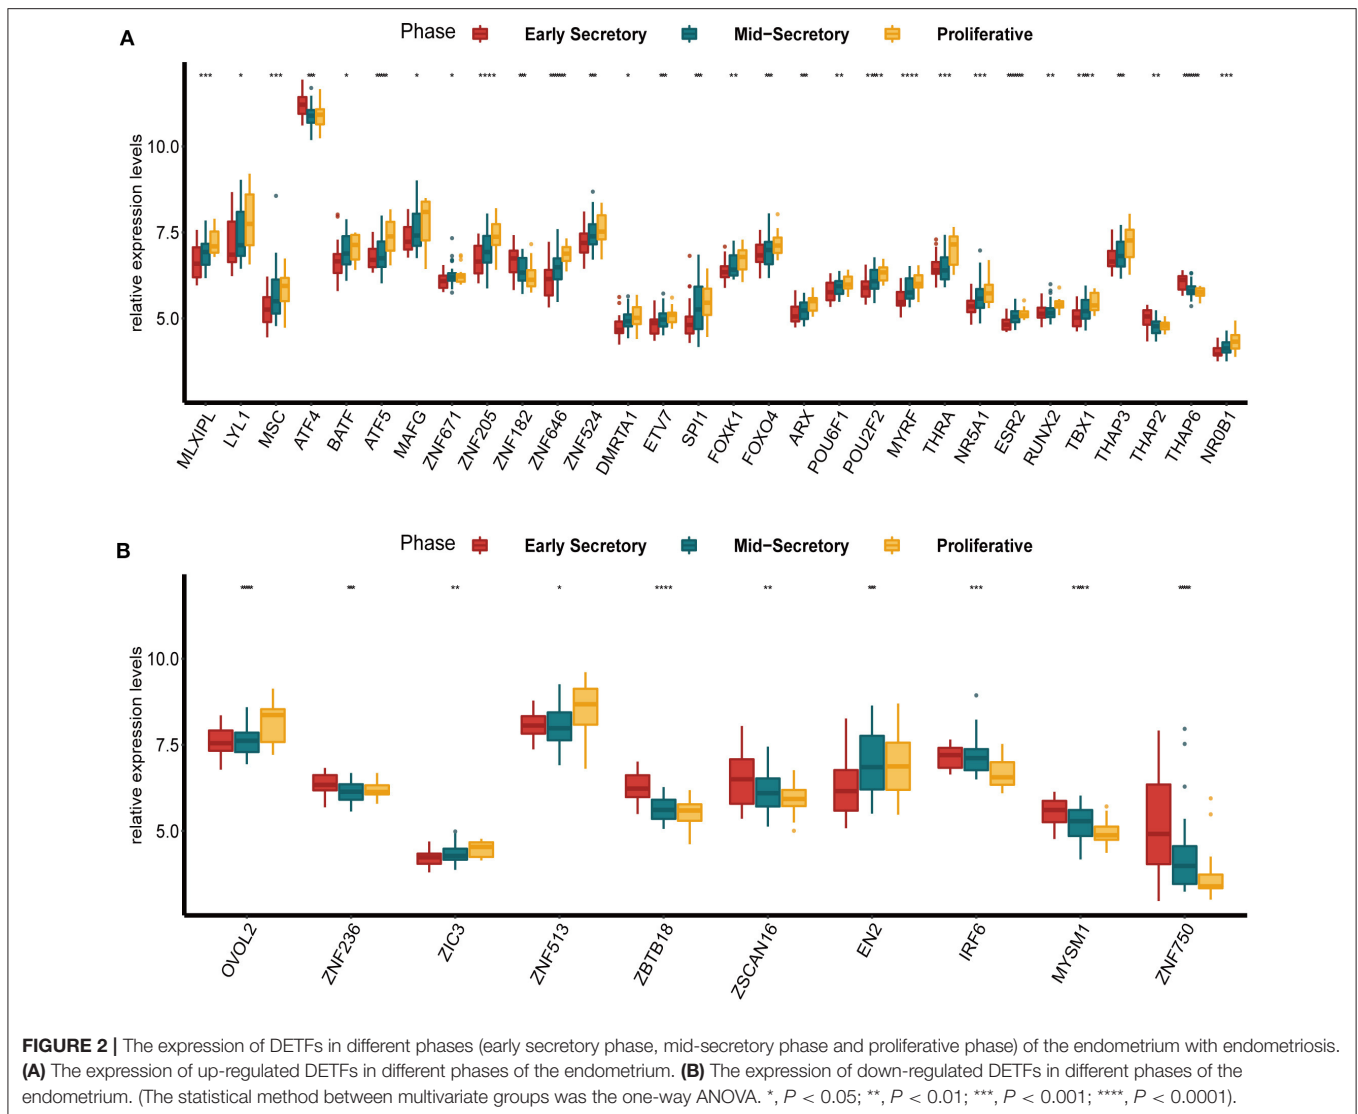 A
Phase Early Secretory Mid−Secretory Proliferative
*** * *** *
* * * **** * ** ** **** *** *** ** ** ***
relative expression levels
10.0
7.5
5.0
MLXIPL LYL1 MSC ATF4 BATF ATF5 MAFG ZNF671 ZNF205 ZNF182 ZNF646 ZNF524 DMRTA1 ETV7 SPI1 FOXK1 FOXO4 ARX POU6F1 POU2F2 MYRF THRA NR5A1 ESR2 RUNX2 TBX1 THAP3 THAP2 THAP6 NR0B1
B
Phase Early Secretory Mid−Secretory Proliferative
** * **** ** ***
relative expression levels
10.0
7.5
5.0
OVOL2 ZNF236 ZIC3 ZNF513 ZBTB18 ZSCAN16 EN2 IRF6 MYSM1 ZNF750
FIGURE 2 | The expression of DETFs in different phases (early secretory phase, mid-secretory phase and proliferative phase) of the endometrium with endometriosis.
(A) The expression of up-regulated DETFs in different phases of the endometrium. (B) The expression of down-regulated DETFs in different phases of the
endometrium. (The statistical method between multivariate groups was the one-way ANOVA. *, P < 0.05; **, P < 0.01; ***, P < 0.001; ****, P < 0.0001).